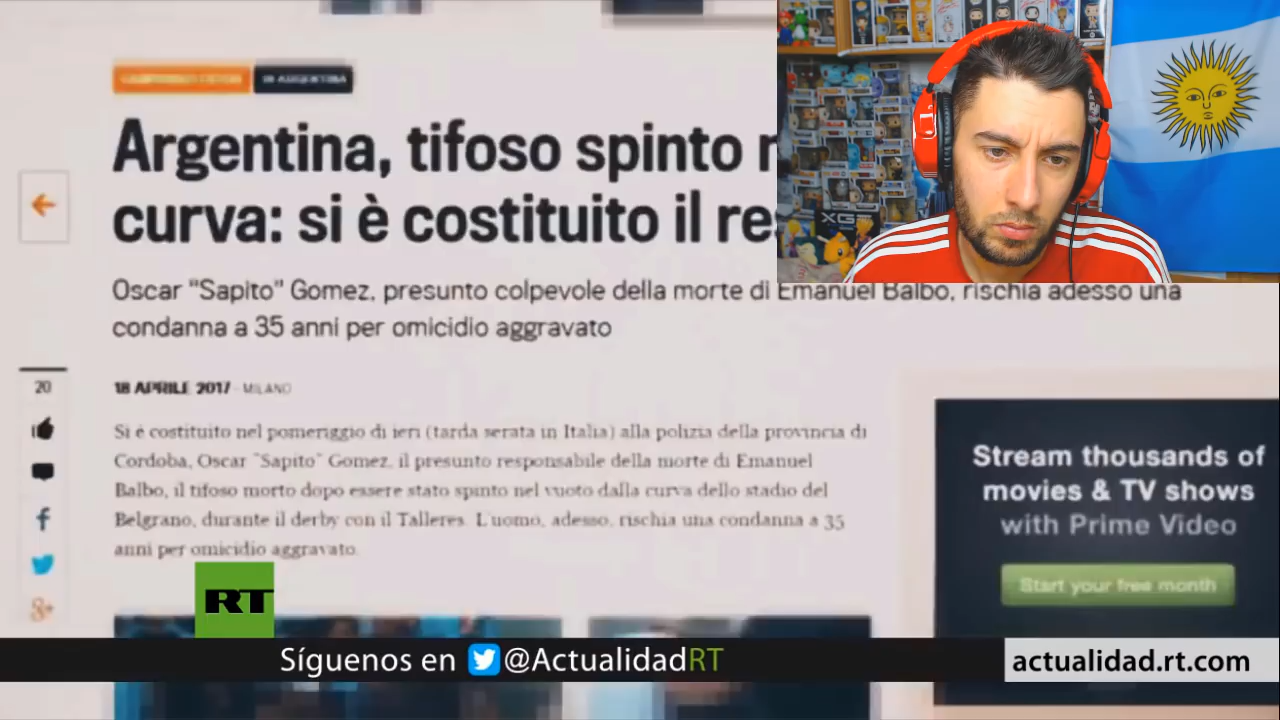 IN ARGENTINA
Argentina, tifoso spinto
curva: si è costituito il
Oscar "Sapito" Gomez, presunto colpevole della morte di Emanuel Balbo, rischia adesso una
condanna a 35 anni per omicidio aggravato
20
18 APRILE 2017 - MILANO
Si è costituito nel pomeriggio di ieri (tarda serata in Italia) alla polizia della provincia di
Cordoba, Oscar "Sapito" Gomez, il presunto responsabile della morte di Emanuel
Balbo, il tifoso morto dopo essere stato spinto nel vuoto dalla curva dello stadio del
Belgrano, durante il derby con il Talleres. L'uomo, adesso, rischia una condanna a 35
anni per omicidio aggravato.
Stream thousands of
movies & TV shows
with Prime Video
Start your free month
XG
RT
Síguenos en @ActualidadRT
actualidad.rt.com